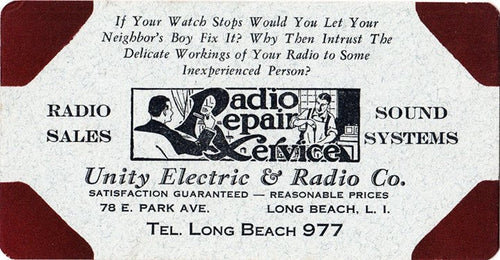 If Your Watch Stops Would You Let Your
Neighbor's Boy Fix It? Why Then Intrust The
Delicate Workings of Your Radio to Some
Inexperienced Person?
RADIO
SALES
Radio
Repair
Service
SOUND
SYSTEMS
Unity Electric & Radio Co.
SATISFACTION GUARANTEED — REASONABLE PRICES
78 E. PARK AVE. LONG BEACH, L. I.
TEL. LONG BEACH 977